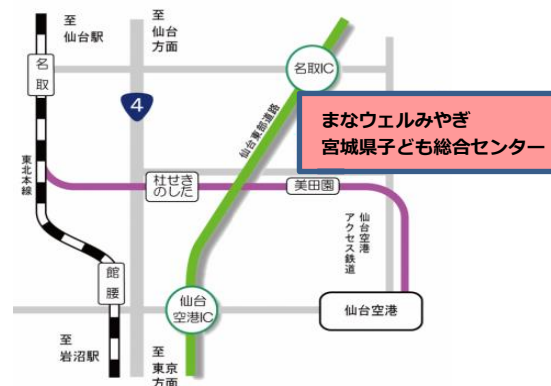 至
仙台駅
至
仙台
方面
名取
名取IC
4
仙台東部道路
まなウェルみやぎ
宮城県子ども総合センター
東北本線
杜せき
のした
美田園
仙台空港
アクセス鉄道
館腰
仙台
空港IC
仙台空港
至
岩沼駅
至
東京
方面